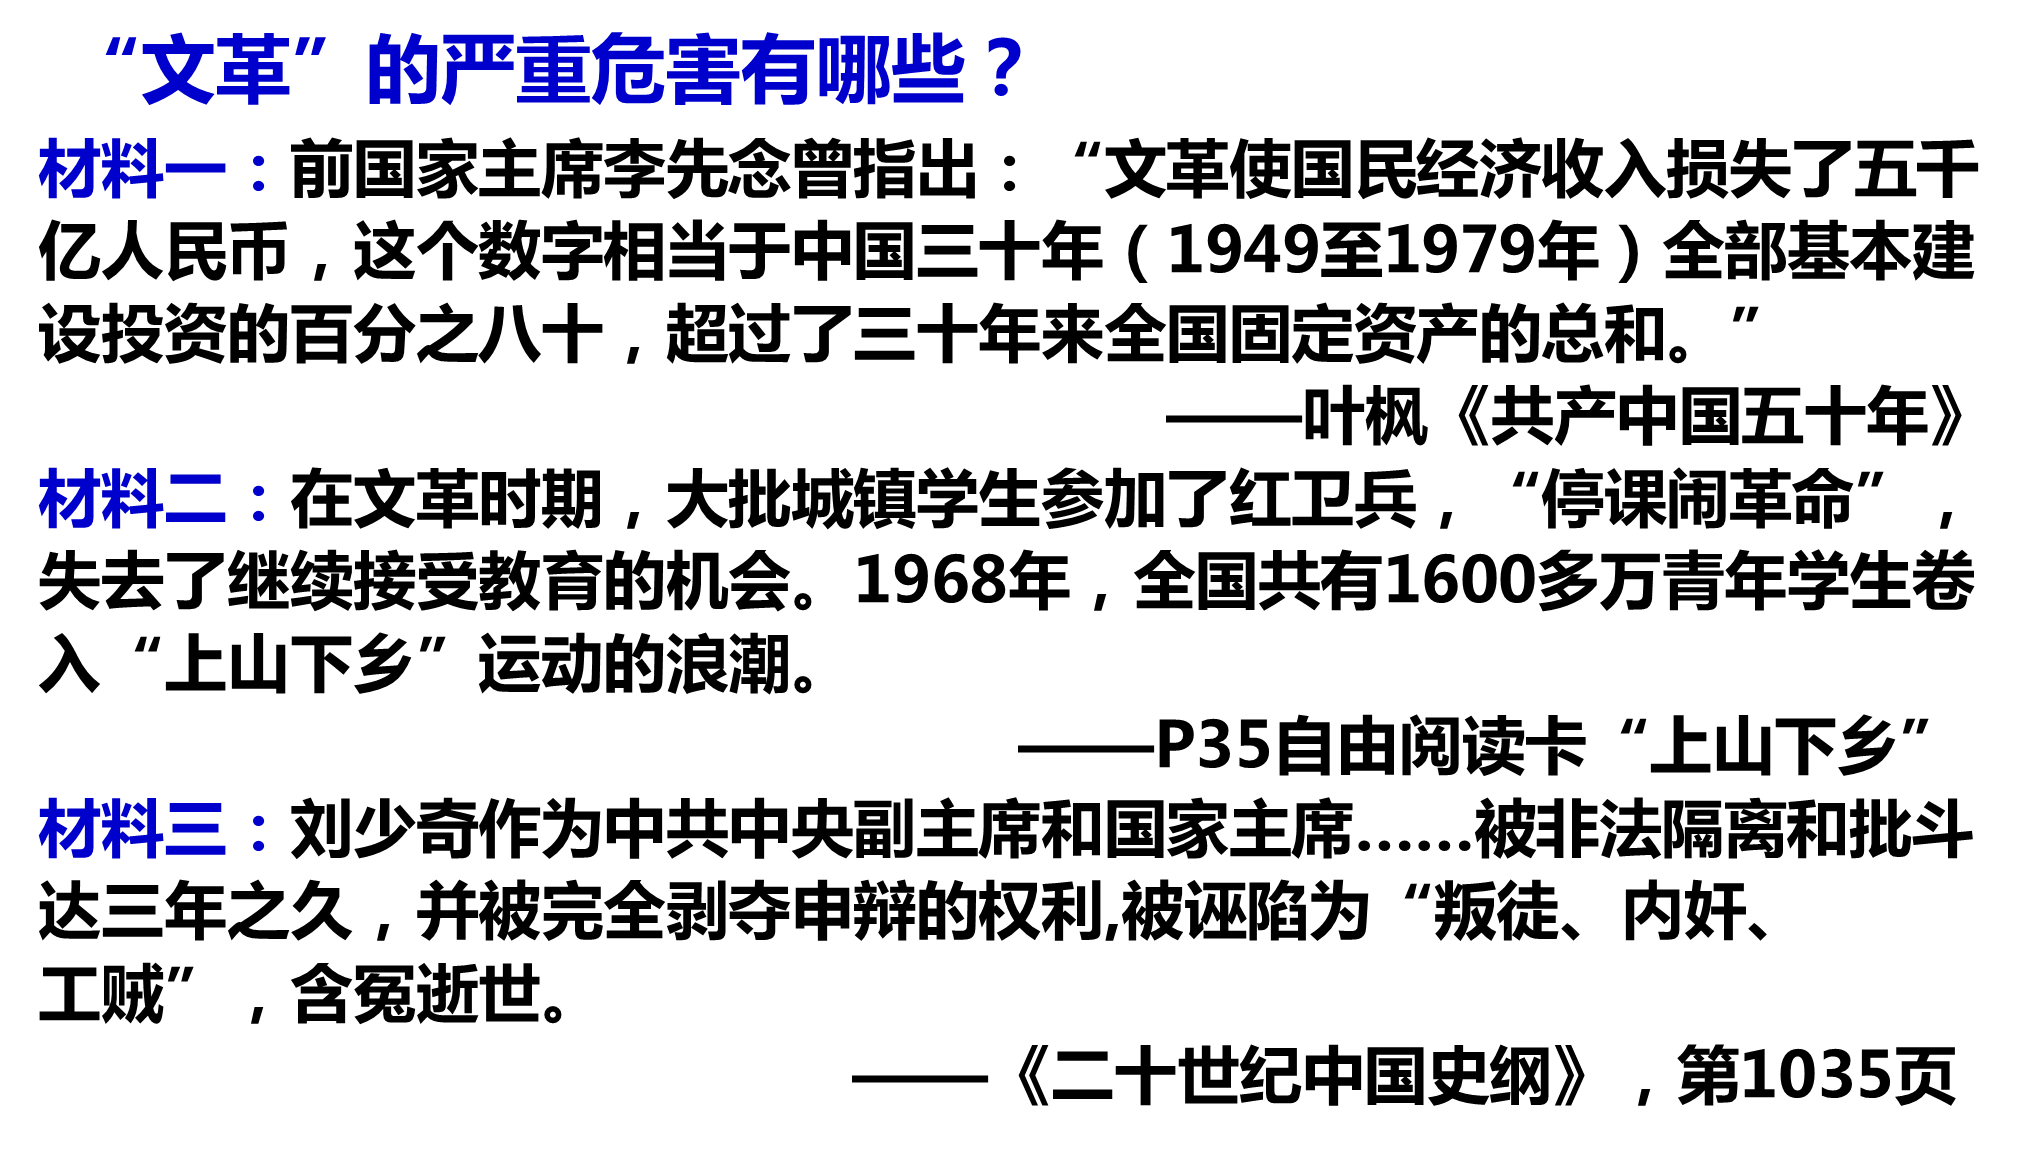 “文革”的严重危害有哪些？
材料一：前国家主席李先念曾指出：“文革使国民经济收入损失了五千
亿人民币，这个数字相当于中国三十年（1949至1979年）全部基本建
设投资的百分之八十，超过了三十年来全国固定资产的总和。”
——叶枫《共产中国五十年》
材料二：在文革时期，大批城镇学生参加了红卫兵，“停课闹革命”，
失去了继续接受教育的机会。1968年，全国共有1600多万青年学生卷
入“上山下乡”运动的浪潮。
——P35自由阅读卡“上山下乡”
材料三：刘少奇作为中共中央副主席和国家主席……被非法隔离和批斗
达三年之久，并被完全剥夺申辩的权利,被诬陷为“叛徒、内奸、
工贼”，含冤逝世。
——《二十世纪中国史纲》，第1035页